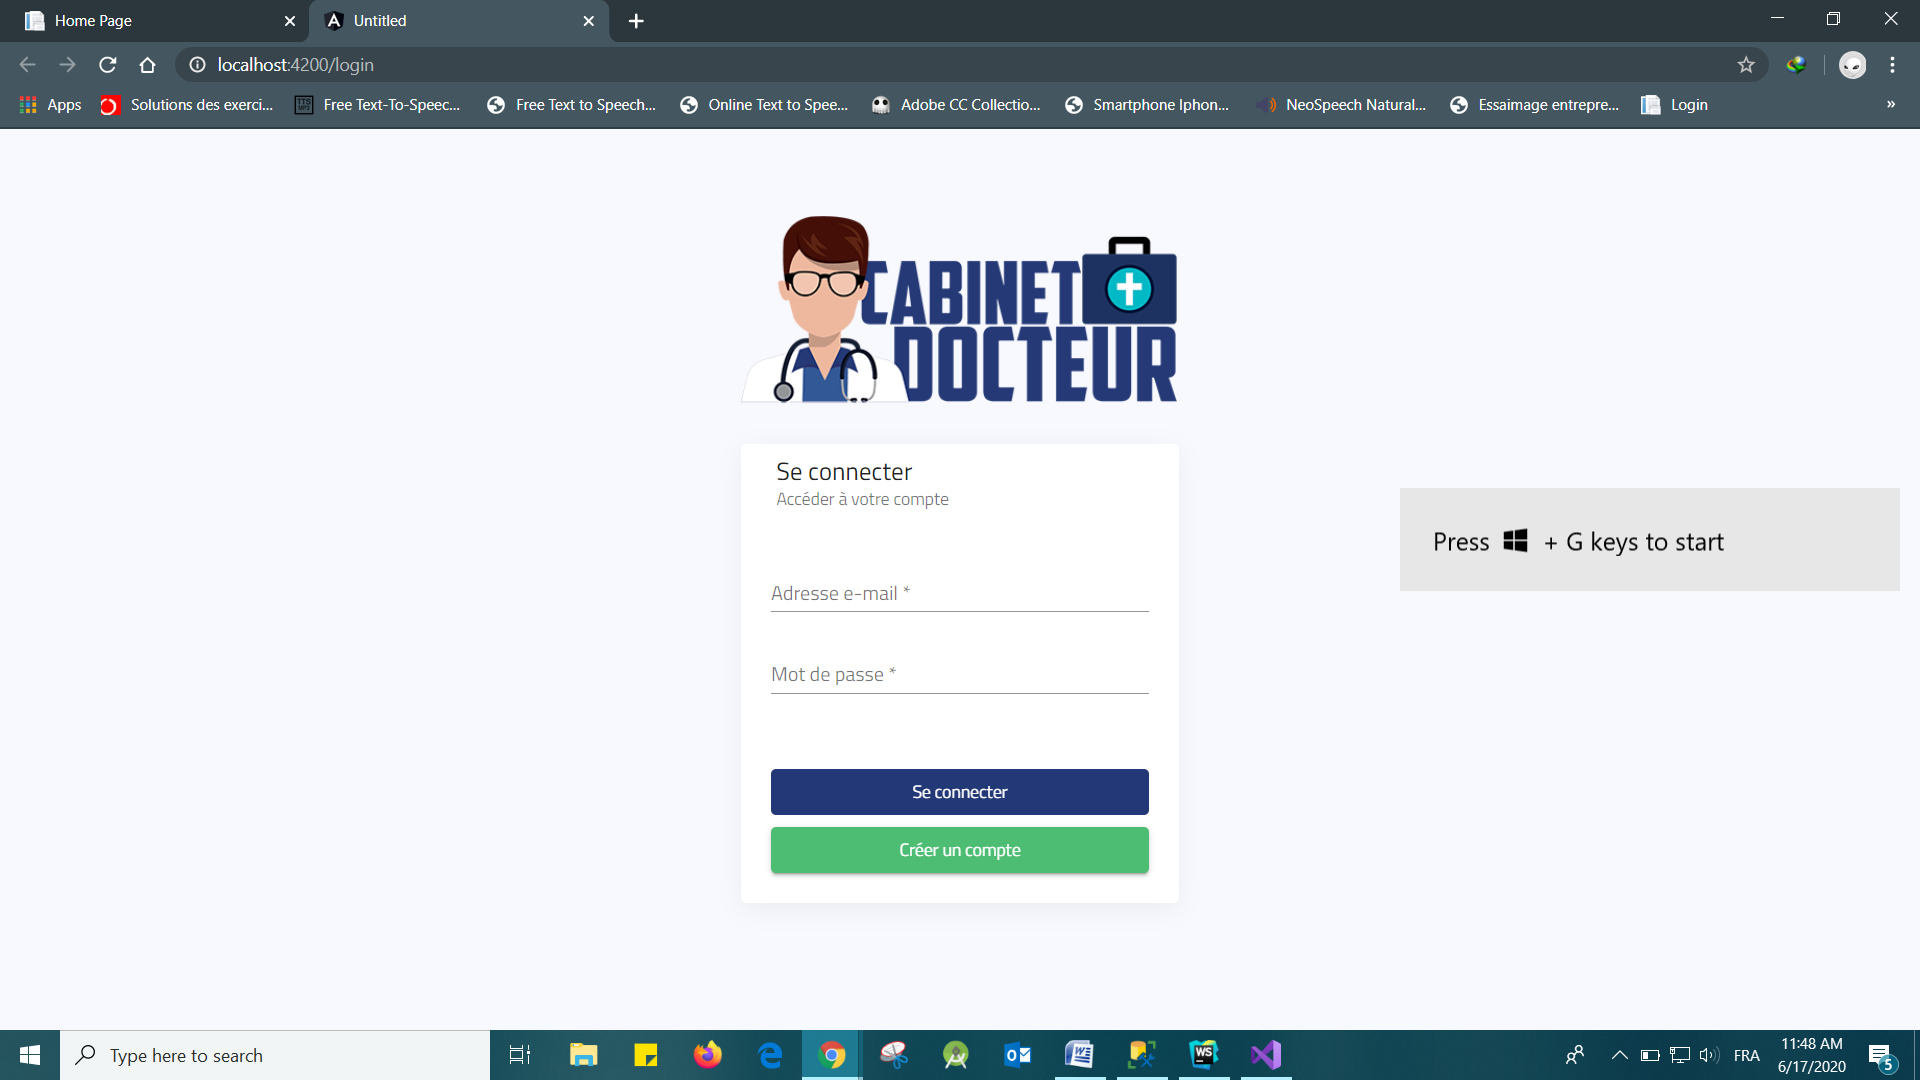 Home Page
Untitled
localhost:4200/login
Apps
Solutions des exerci...
TTS
MP3
Free Text-To-Speec...
Free Text to Speech...
Online Text to Spee...
Adobe CC Collectio...
Smartphone Iphon...
NeoSpeech Natural...
Essaimage entrepre...
Login
»
CABINET
DOCTEUR
Se connecter
Accéder à votre compte
Press + G keys to start
Adresse e-mail *
Mot de passe *
Se connecter
Créer un compte
Type here to search
WS
FRA
11:48 AM
6/17/2020
5